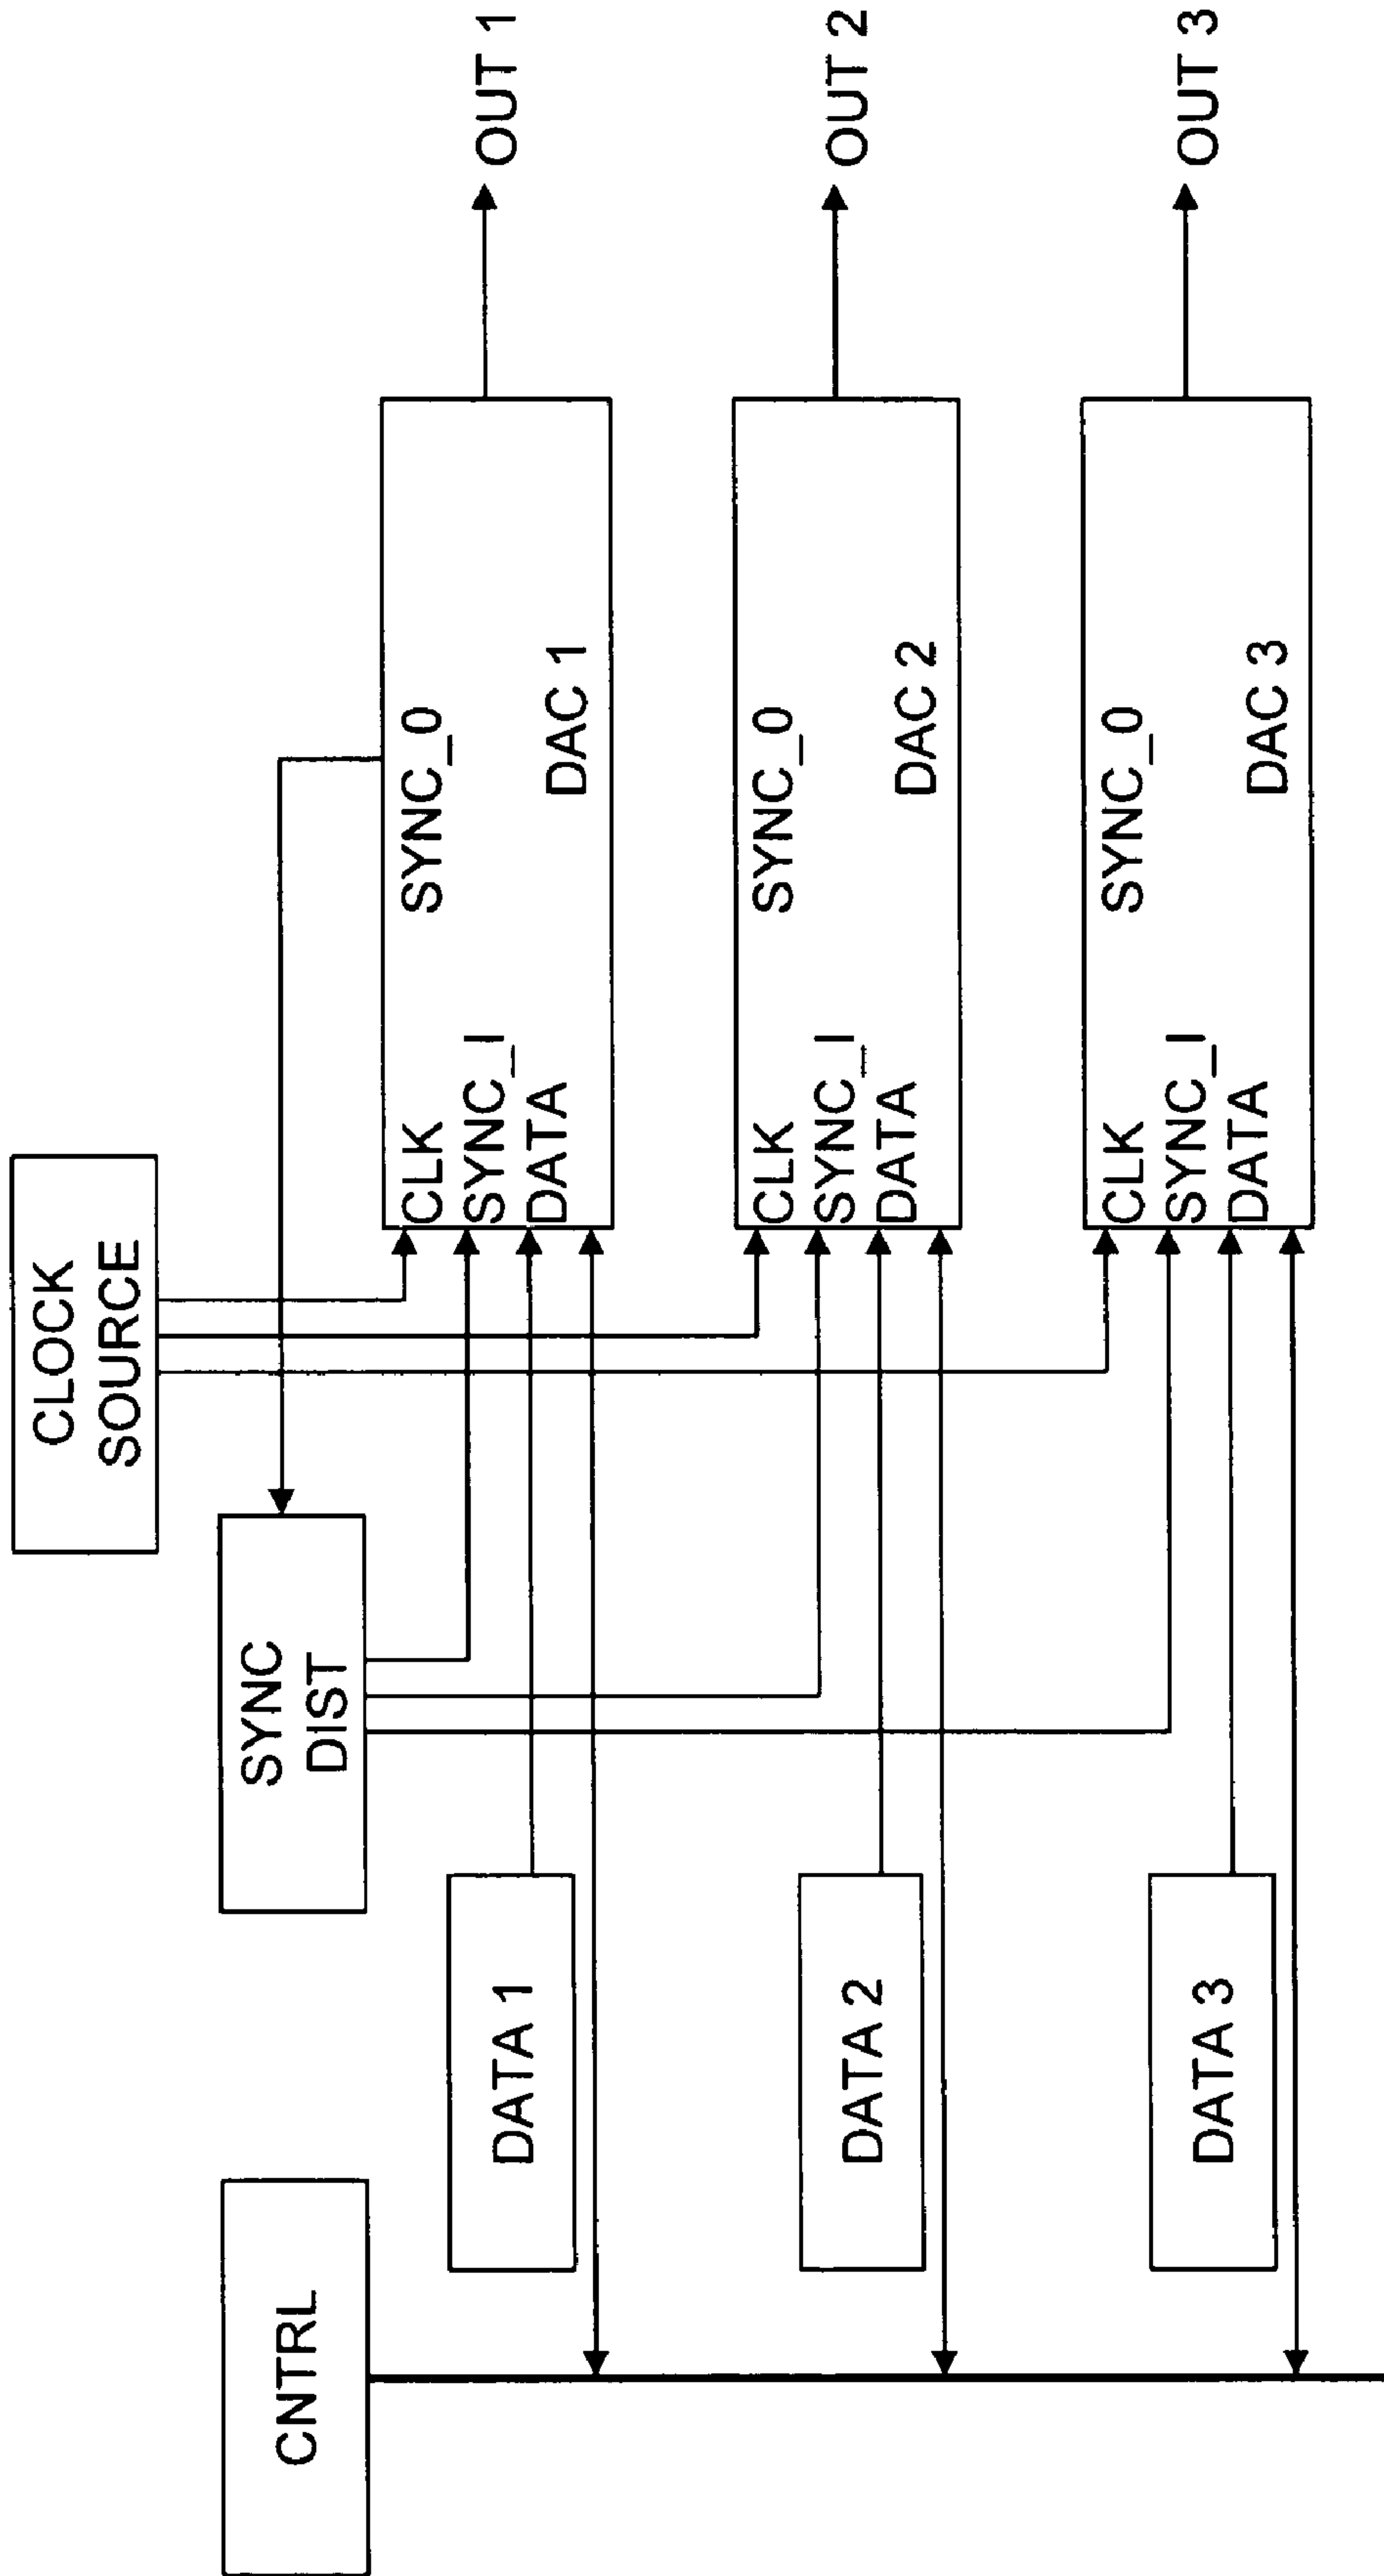 CLOCK
SOURCE
CNTRL
SYNC
DIST
DATA 1
CLK
SYNC_I
DATA
SYNC_0
DAC 1
OUT 1
DATA 2
CLK
SYNC_I
DATA
SYNC_0
DAC 2
OUT 2
DATA 3
CLK
SYNC_I
DATA
SYNC_0
DAC 3
OUT 3